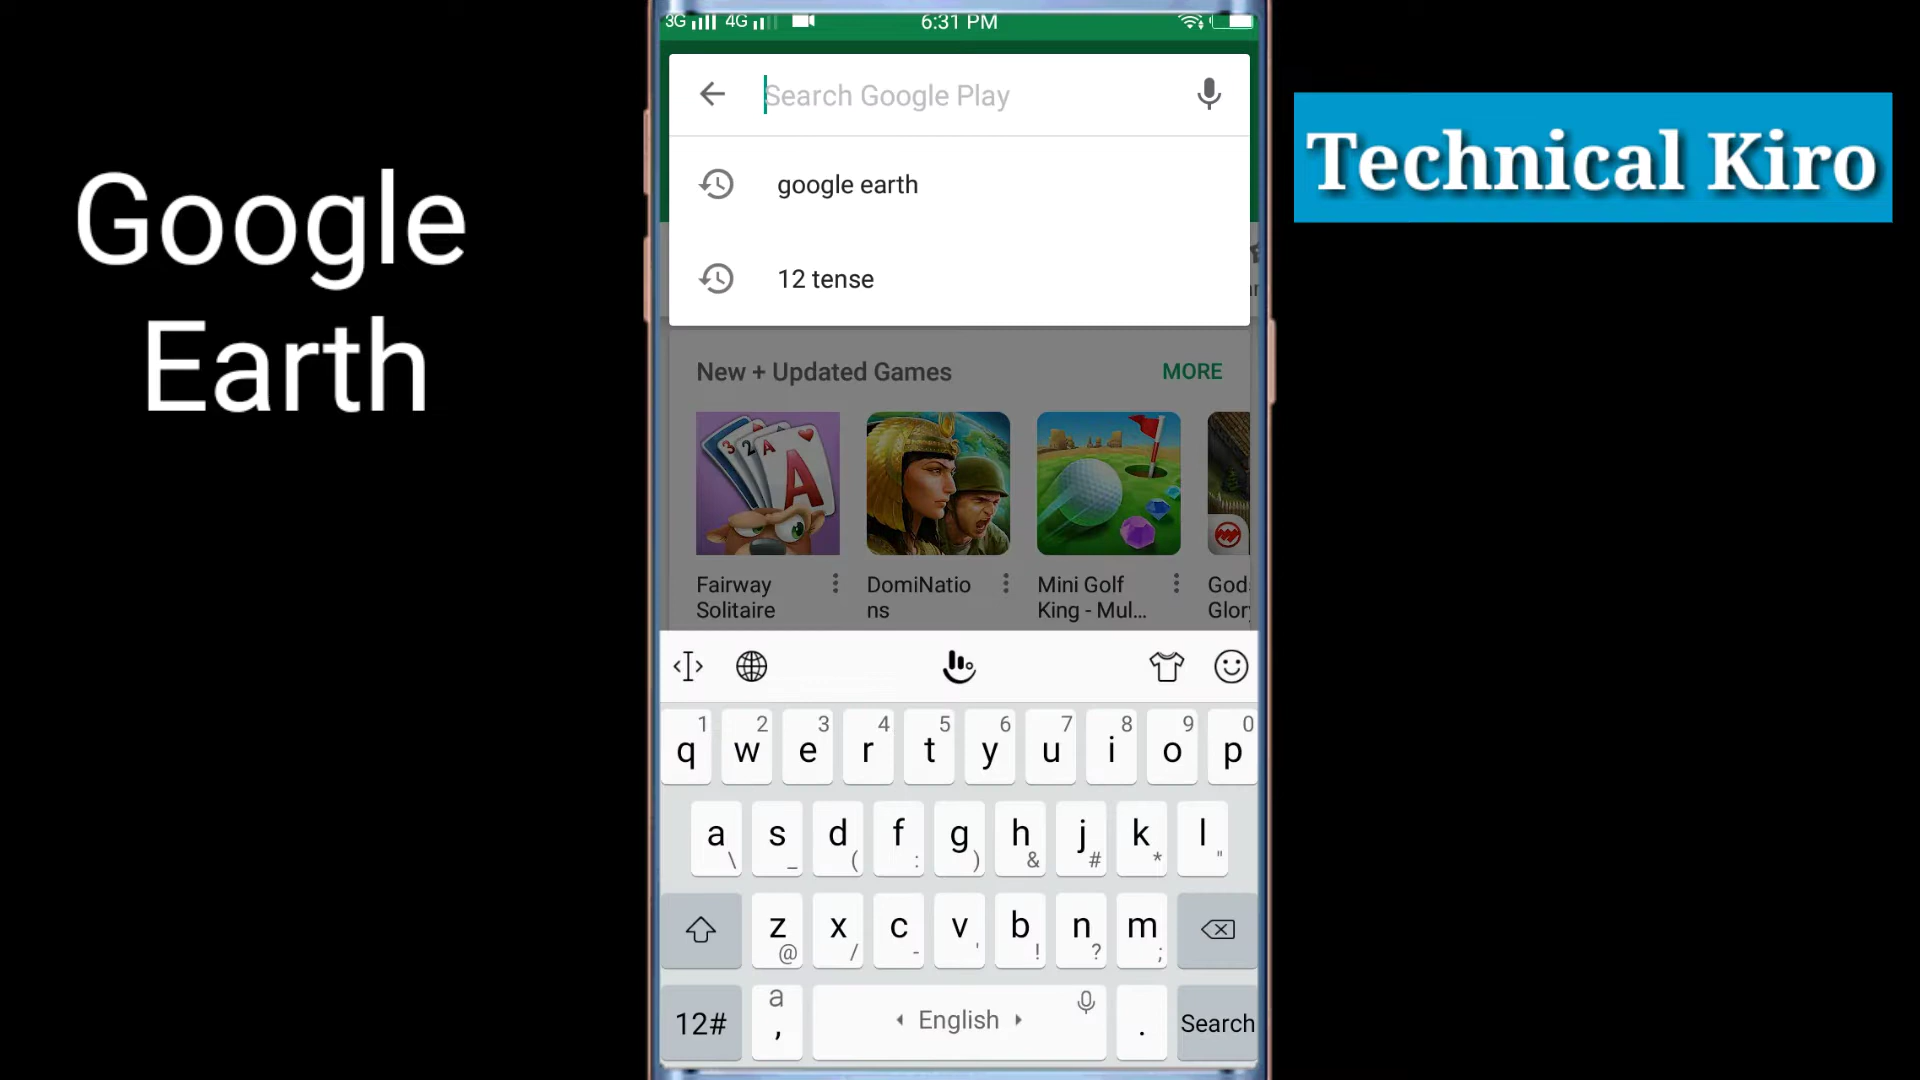 Google
Earth
Technical Kiro
3G 4G 6:31 PM
Search Google Play
google earth
12 tense
New + Updated Games MORE
Fairway
Solitaire
DomiNatio
ns
Mini Golf
King - Mul...
God
Glory
1 2 3 4 5 6 7 8 9 0
q w e r t y u i o p
a s d f g h j k l
\ _ ( : ) & # * "
z x c v b n m
@ / - ' ! ? ;
12# a , English . Search